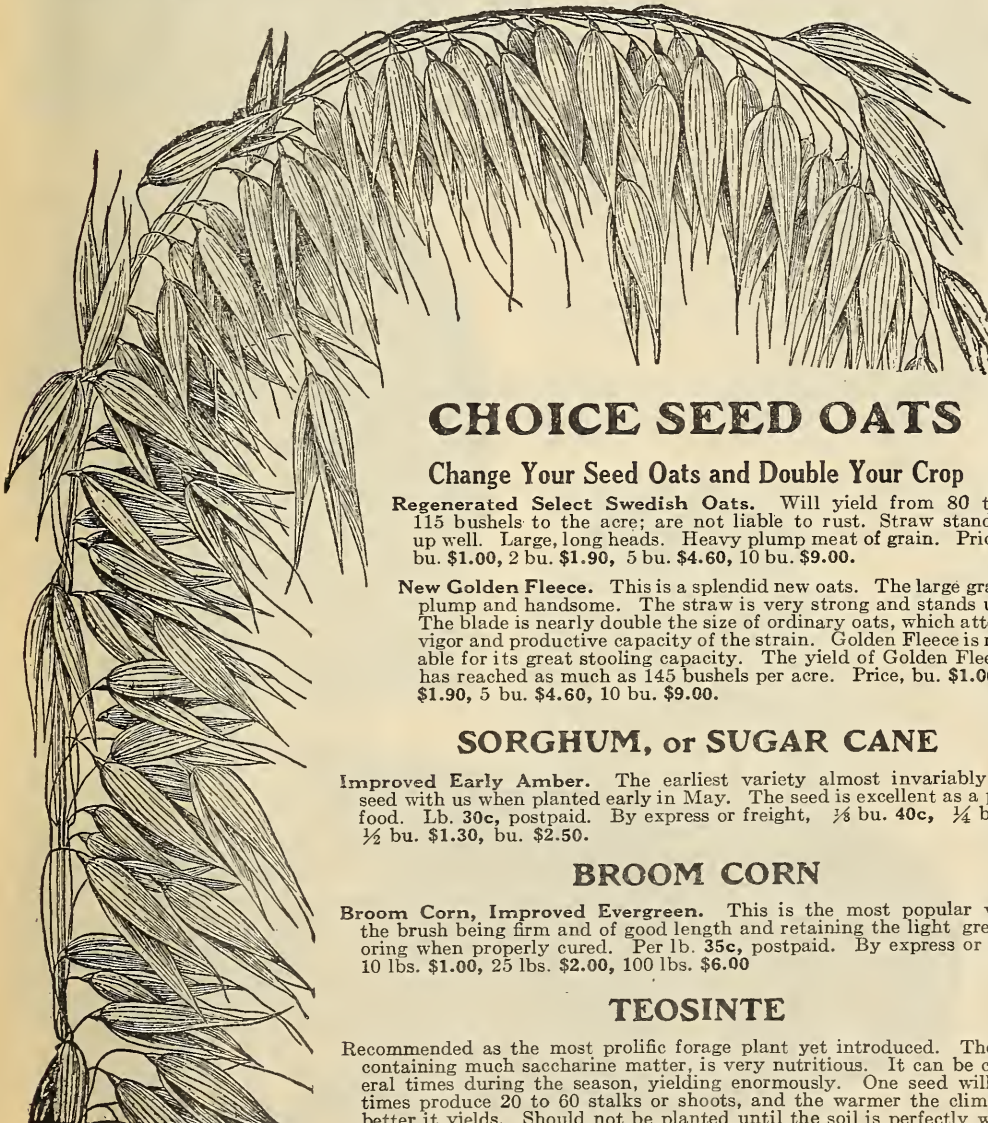 CHOICE SEED OATS
Change Your Seed Oats and Double Your Crop
Regenerated Select Swedish Oats. Will yield from 80
115 bushels to the acre; are not liable to rust. Straw
up well. Large, long heads. Heavy plump meat of grain.
bu. $1.00, 2 bu. $1.90, 5 bu. $4.60, 10 bu. $9.00.
New Golden Fleece. This is a splendid new oats. The large
plump and handsome. The straw is very strong and stands
The blade is nearly double the size of ordinary oats, which
vigor and productive capacity of the strain. Golden Fleece is
able for its great stooling capacity. The yield of Golden
has reached as much as 145 bushels per acre. Price, bu.
$1.90, 5 bu. $4.60, 10 bu. $9.00.
SORGHUM, or SUGAR CANE
Improved Early Amber. The earliest variety almost invariably
seed with us when planted early in May. The seed is excellent as a
food. Lb. 30c, postpaid. By express or freight, ⅛ bu. 40c, ¼
½ bu. $1.30, bu. $2.50.
BROOM CORN
Broom Corn, Improved Evergreen. This is the most popular
the brush being firm and of good length and retaining the light
oring when properly cured. Per lb. 35c, postpaid. By express or
10 lbs. $1.00, 25 lbs. $2.00, 100 lbs. $6.00
TEOSINTE
Recommended as the most prolific forage plant yet introduced.
containing much saccharine matter, is very nutritious. It can be
eral times during the season, yielding enormously. One seed will
times produce 20 to 60 stalks or shoots, and the warmer the
better it yields. Should not be planted until the soil is perfectly